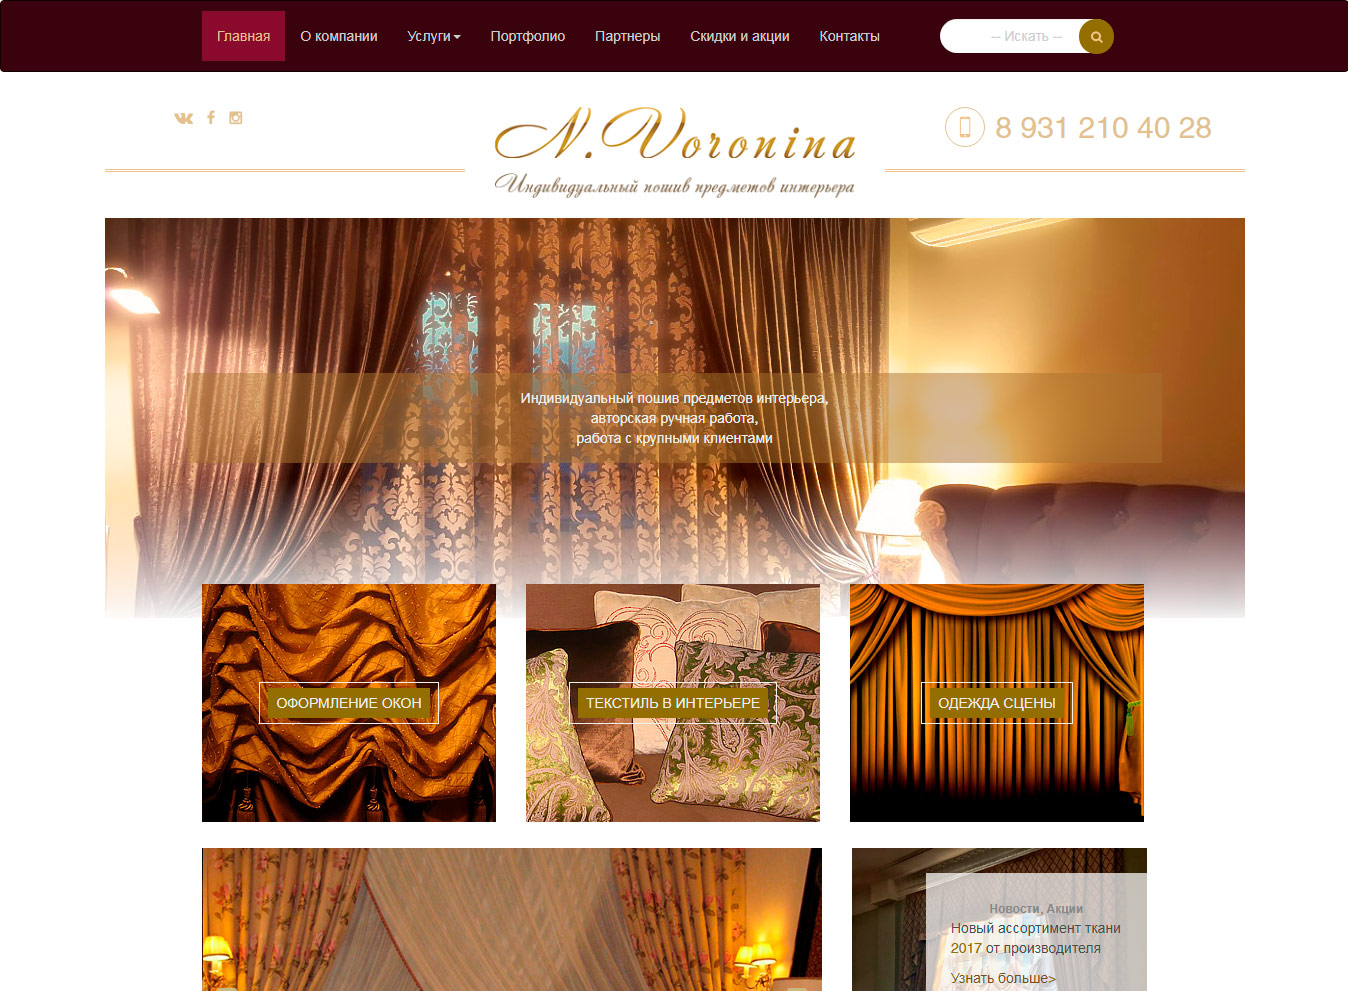 Главная О компании Услуги Портфолио Партнеры Скидки и акции Контакты -- Искать --
N.Voronina
8 931 210 40 28
Индивидуальный пошив предметов интерьера
Индивидуальный пошив предметов интерьера,
авторская ручная работа,
работа с крупными клиентами
ОФОРМЛЕНИЕ ОКОН
ТЕКСТИЛЬ В ИНТЕРЬЕРЕ
ОДЕЖДА СЦЕНЫ
Новости, Акции
Новый ассортимент ткани
2017 от производителя
Узнать больше>